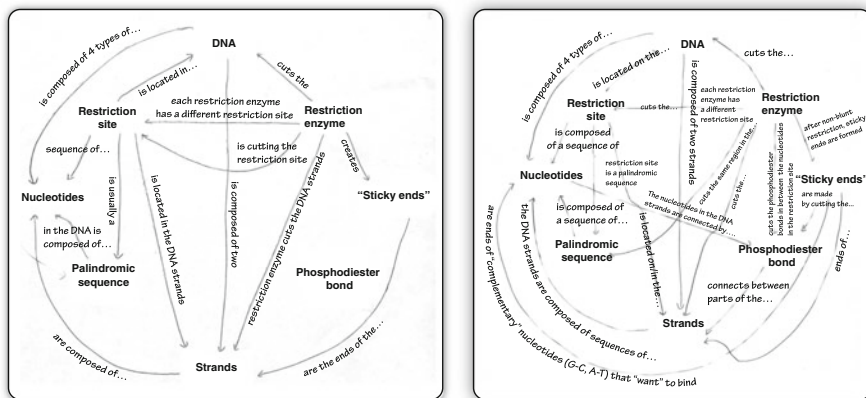 DNA
is composed of 4 types of...
is located in...
cuts the
Restriction
site
each restriction enzyme
has a different restriction site
Restriction
enzyme
is cutting the
restriction site
creates
sequence of...
is usually a
Nucleotides
"Sticky ends"
in the DNA is
composed of...
Palindromic
sequence
is located in the DNA strands
is composed of two
restriction enzyme cuts the DNA strands
Phosphodiester
bond
are composed of...
Strands
are the ends of the...
DNA
is composed of 4 types of...
is located on the...
cuts the...
is composed of two strands
Restriction
site
each restriction
enzyme has
a different
restriction site
Restriction
enzyme
cuts the...
after non-blunt
restriction, sticky
ends are formed
is composed
of a sequence of
restriction site
is a palindromic
sequence
cuts the same region in the...
cuts the...
cuts the phosphodiester
bonds in between the nucleotides
in the restriction site
Nucleotides
"Sticky ends"
are made
by cutting the...
The nucleotides in the DNA
strands are connected by....
is composed of
a sequence of...
Palindromic
sequence
is located on/in the...
Phosphodiester
bond
ends of...
connects between
parts of the...
Strands
the DNA strands are composed of sequences of...
are ends of "complementary" nucleotides (G-C, A-T) that "want" to bind